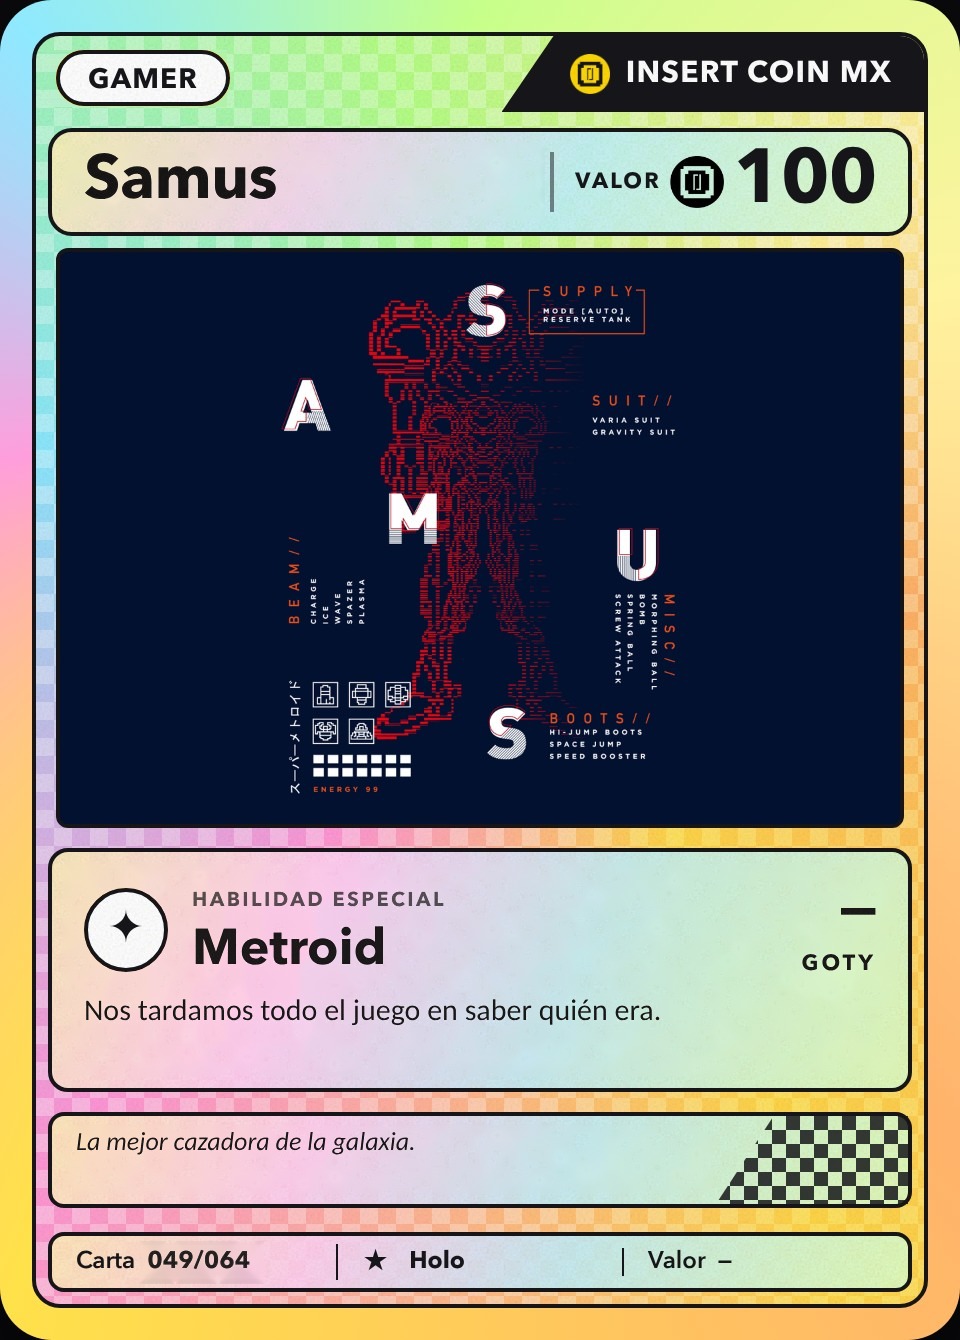 GAMER
INSERT COIN MX
Samus
VALOR 100
S
SUPPLY
MODE [AUTO]
RESERVE TANK
A
SUIT//
VARIA SUIT
GRAVITY SUIT
M
BEAM//
CHARGE
ICE
WAVE
SPAZER
PLASMA
U
MISC//
MORPHING BALL
BOMB
SPRING BALL
SCREW ATTACK
スーパーメトロイド
ENERGY 99
S
BOOTS//
HI-JUMP BOOTS
SPACE JUMP
SPEED BOOSTER
HABILIDAD ESPECIAL
Metroid
–
GOTY
Nos tardamos todo el juego en saber quién era.
La mejor cazadora de la galaxia.
Carta 049/064
★ Holo
Valor –